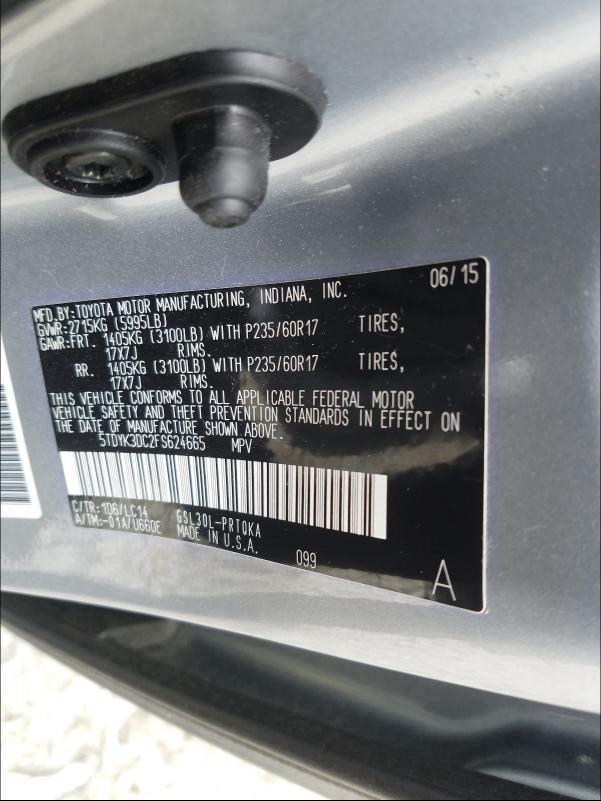 06/15
MFD.BY:TOYOTA MOTOR MANUFACTURING, INDIANA, INC.
GVWR:2715KG (5995LB)
GAWR:FRT. 1405KG (3100LB) WITH P235/60R17 TIRES,
17X7J RIMS.
RR. 1405KG (3100LB) WITH P235/60R17 TIRES,
17X7J RIMS.
THIS VEHICLE CONFORMS TO ALL APPLICABLE FEDERAL MOTOR
VEHICLE SAFETY AND THEFT PREVENTION STANDARDS IN EFFECT ON
THE DATE OF MANUFACTURE SHOWN ABOVE.
5TDYK3DC2FS624665 MPV
C/TR:1D6/LC14 GSL30L-PRTQKA
A/TM:-01A/U660E MADE IN U.S.A.
099
A